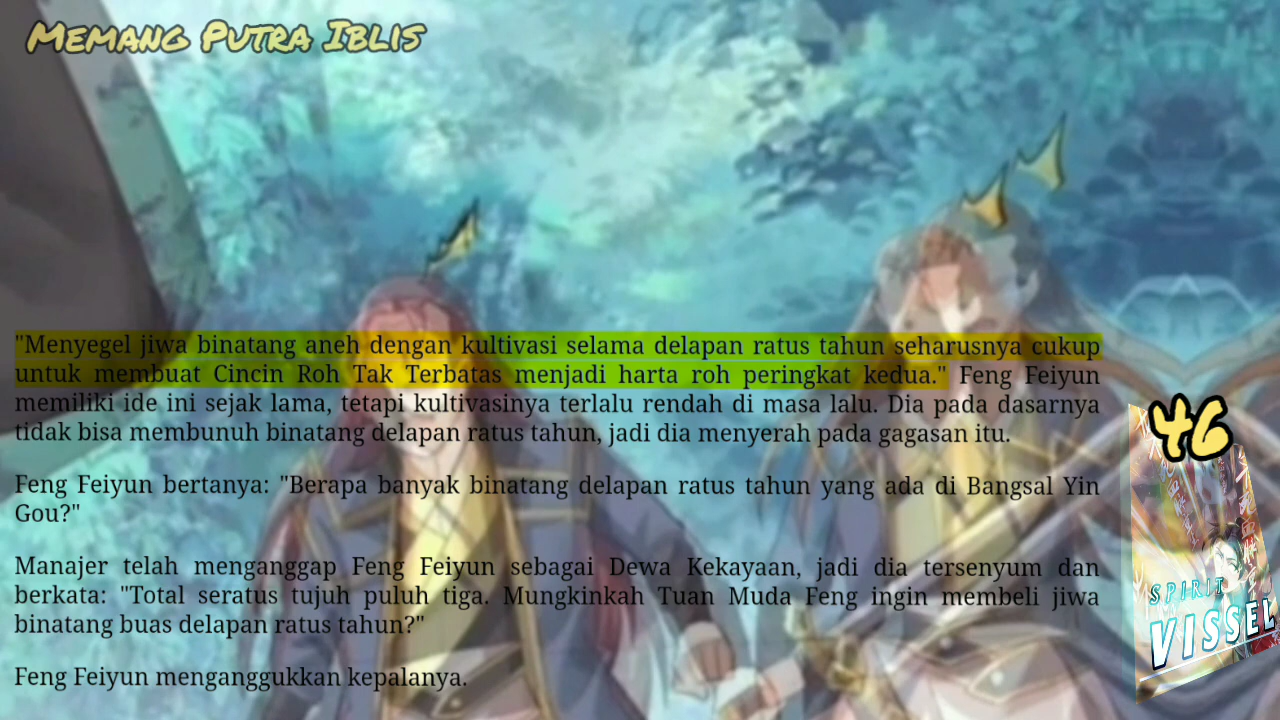 Memang Putra Iblis
"Menyegel jiwa binatang aneh dengan kultivasi selama delapan ratus tahun seharusnya cukup
untuk membuat Cincin Roh Tak Terbatas menjadi harta roh peringkat kedua." Feng Feiyun
memiliki ide ini sejak lama, tetapi kultivasinya terlalu rendah di masa lalu. Dia pada dasarnya
tidak bisa membunuh binatang delapan ratus tahun, jadi dia menyerah pada gagasan itu.
Feng Feiyun bertanya: "Berapa banyak binatang delapan ratus tahun yang ada di Bangsal Yin
Gou?"
Manajer telah menganggap Feng Feiyun sebagai Dewa Kekayaan, jadi dia tersenyum dan
berkata: "Total seratus tujuh puluh tiga. Mungkinkah Tuan Muda Feng ingin membeli jiwa
binatang buas delapan ratus tahun?"
Feng Feiyun menganggukkan kepalanya.
46
SPIRIT
VISSEL